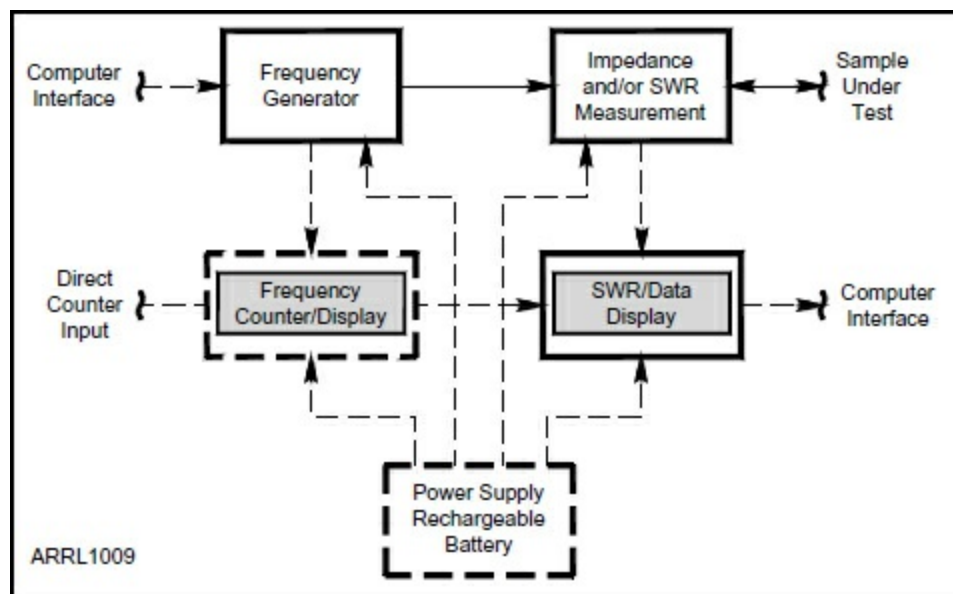 Computer
Interface
Frequency
Generator
Impedance
and/or SWR
Measurement
Sample
Under
Test
Direct
Counter
Input
Frequency
Counter/Display
SWR/Data
Display
Computer
Interface
Power Supply
Rechargeable
Battery
ARRL1009